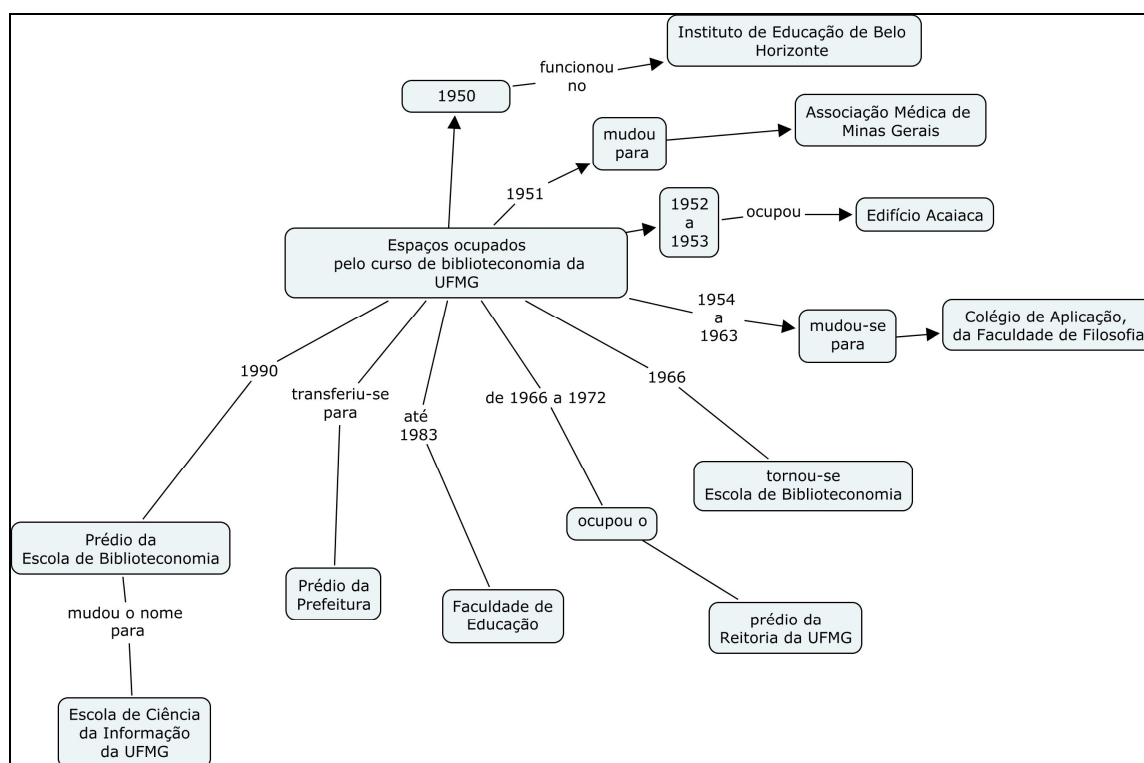 Instituto de Educação de Belo
Horizonte
funcionou
no
1950
Associação Médica de
Minas Gerais
mudou
para
1951
1952
a
1953
ocupou
Edifício Acaiaca
Espaços ocupados
pelo curso de biblioteconomia da
UFMG
1954
a
1963
mudou-se
para
Colégio de Aplicação,
da Faculdade de Filosofia
1990
transferiu-se
para
até
1983
de 1966 a 1972
1966
tornou-se
Escola de Biblioteconomia
ocupou o
Prédio da
Escola de Biblioteconomia
Prédio da
Prefeitura
Faculdade de
Educação
prédio da
Reitoria da UFMG
mudou o nome
para
Escola de Ciência
da Informação
da UFMG